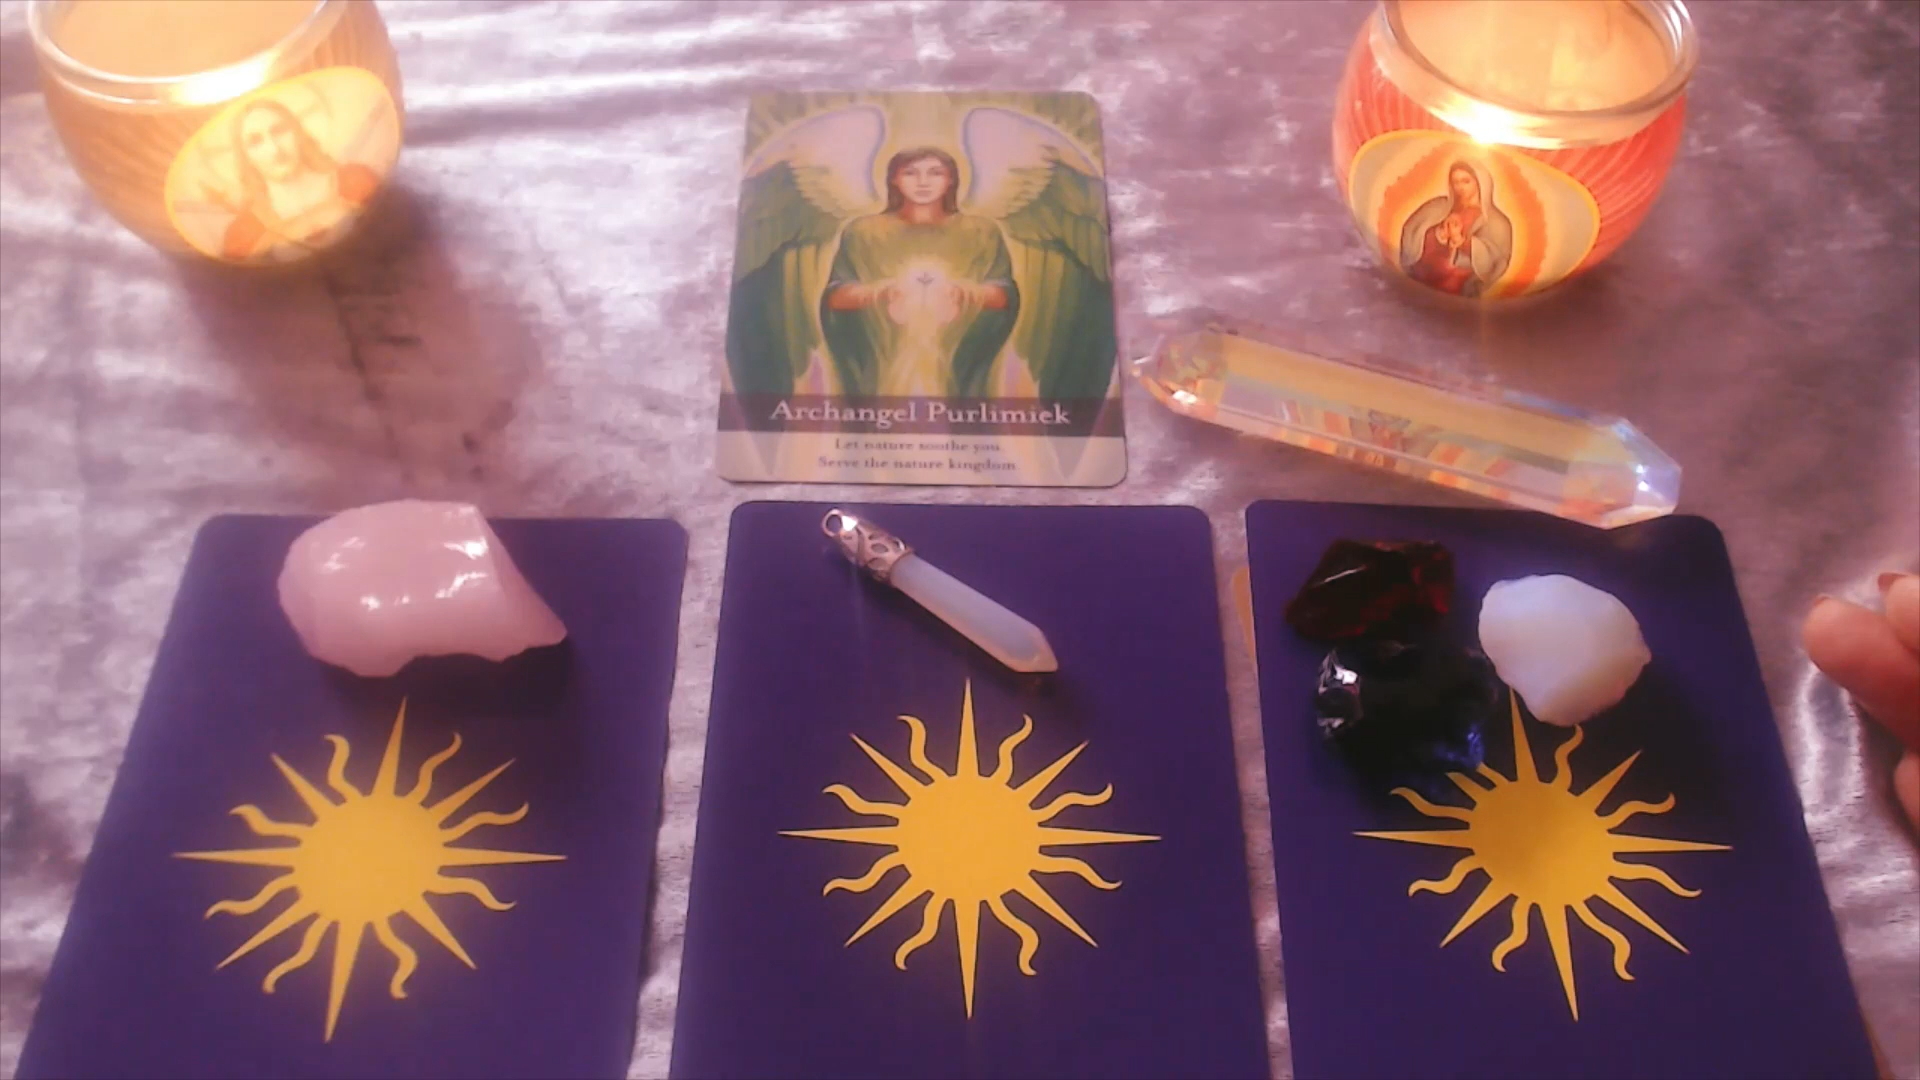 Archangel Purlimiek
Let nature soothe you.
Serve the nature kingdom.